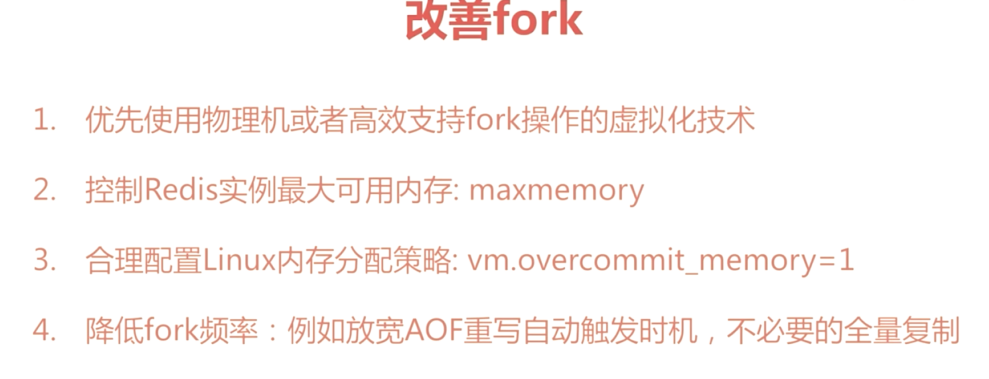 改善fork
1. 优先使用物理机或者高效支持fork操作的虚拟化技术
2. 控制Redis实例最大可用内存: maxmemory
3. 合理配置Linux内存分配策略: vm.overcommit_memory=1
4. 降低fork频率：例如放宽AOF重写自动触发时机，不必要的全量复制